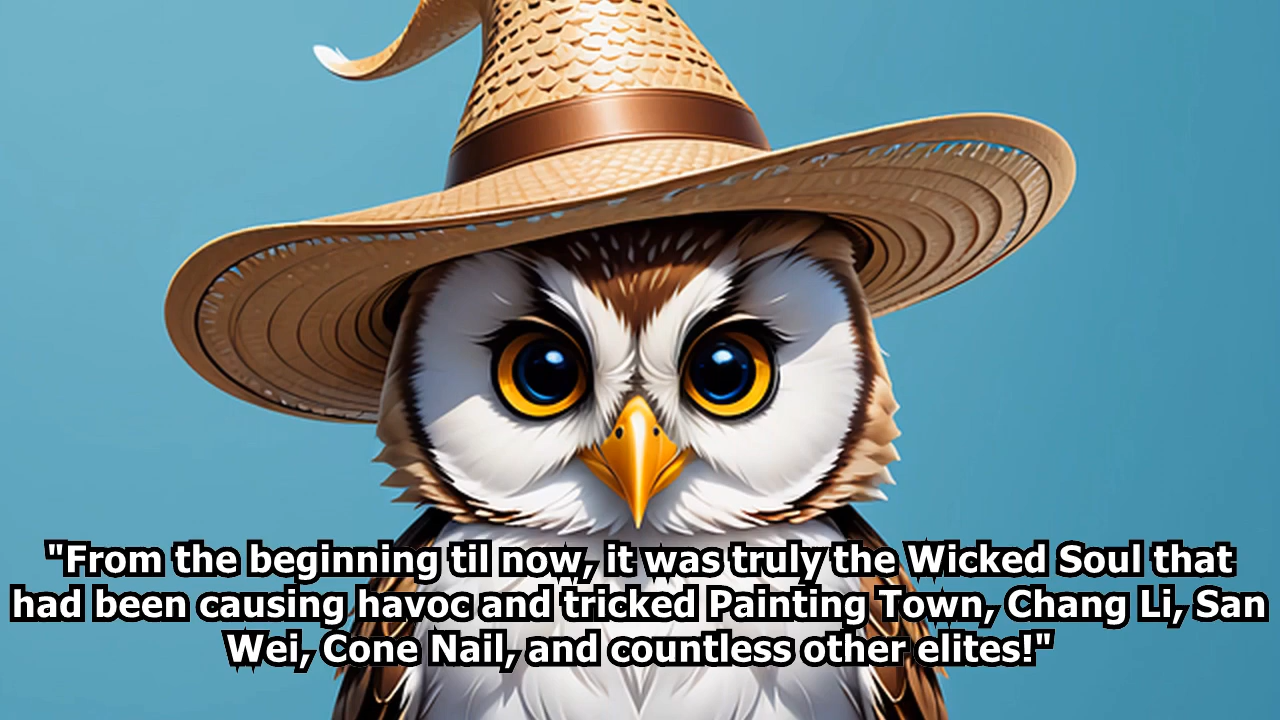 "From the beginning til now, it was truly the Wicked Soul that
had been causing havoc and tricked Painting Town, Chang Li, San
Wei, Cone Nail, and countless other elites!"